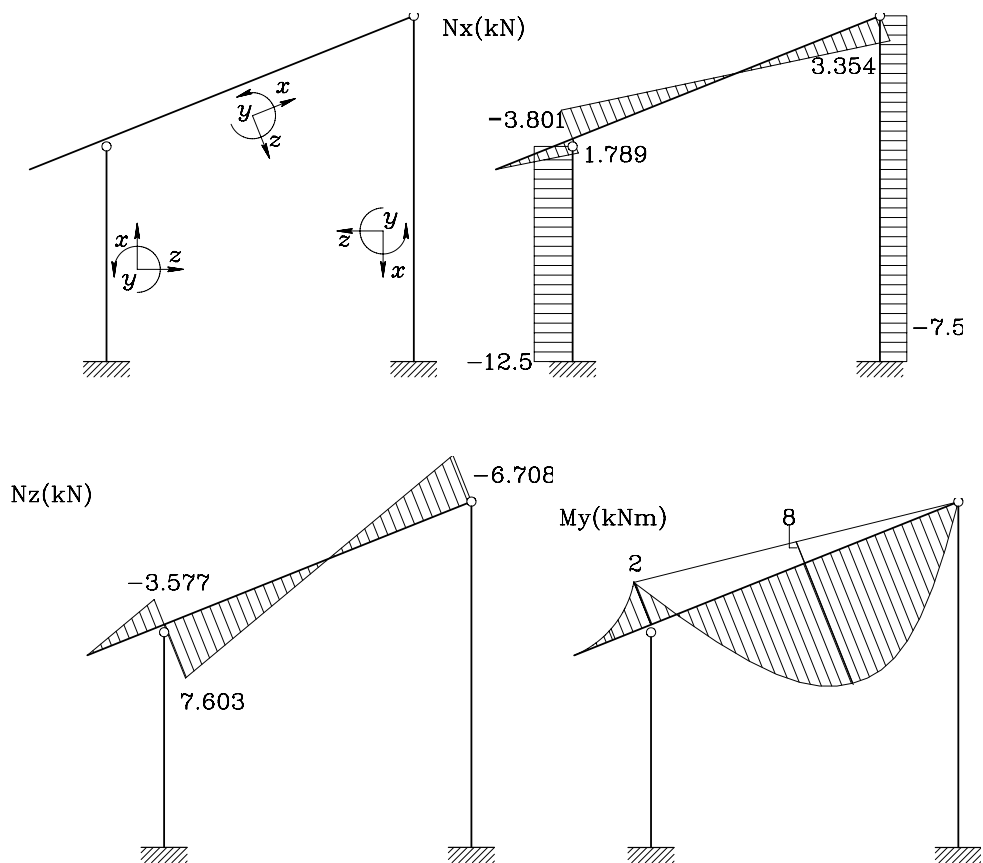 Nx(kN)
x
y
z
3.354
-3.801
1.789
x
z
y
y
z
x
-7.5
-12.5
Nz(kN)
-6.708
My(kNm)
8
-3.577
2
7.603